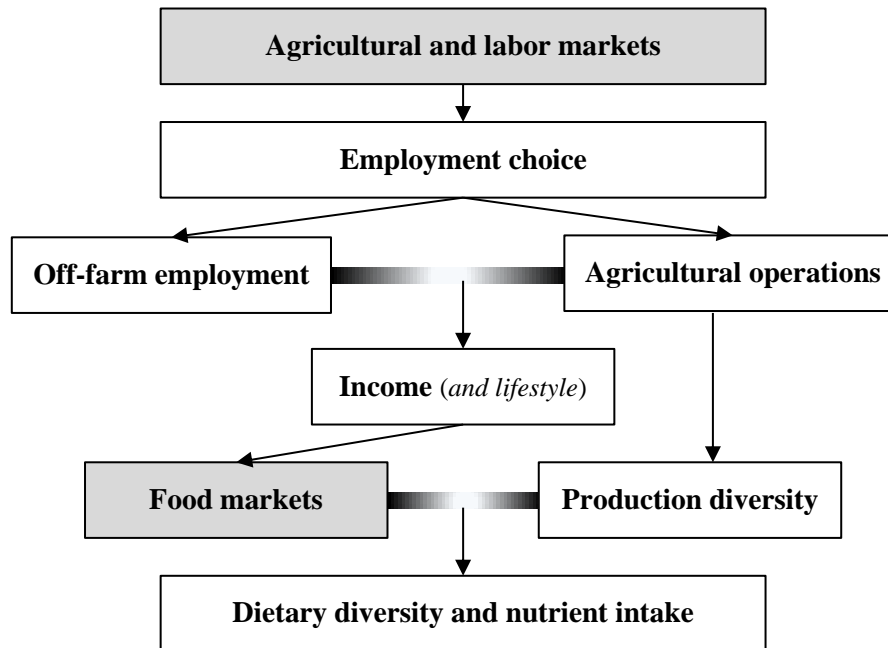 Agricultural and labor markets
Employment choice
Off-farm employment
Agricultural operations
Income (and lifestyle)
Food markets
Production diversity
Dietary diversity and nutrient intake